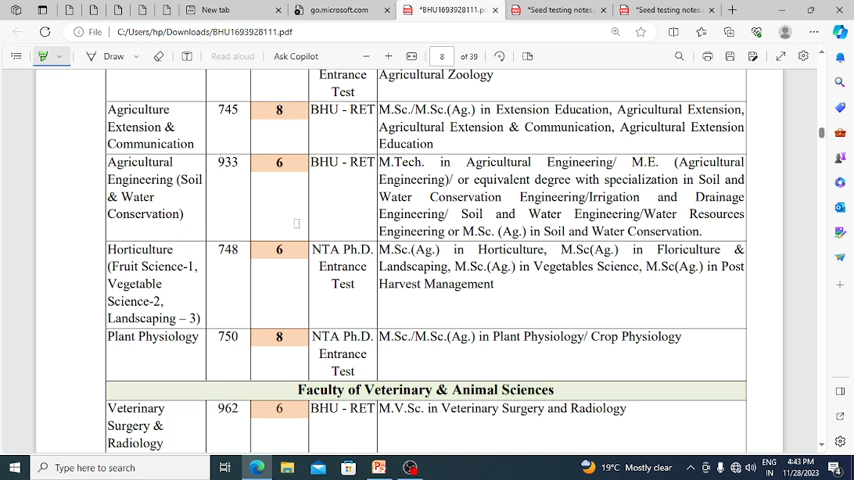 New tab
go.microsoft.com
*BHU1693928111.pdf
*Seed testing notes.
*Seed testing notes.
File
C:/Users/hp/Downloads/BHU1693928111.pdf
Draw
Read aloud
Ask Copilot
8
of 39
Entrance
Test
Agricultural Zoology
Agriculture
Extension &
Communication
745
8
BHU - RET
M.Sc./M.Sc.(Ag.) in Extension Education, Agricultural Extension,
Agricultural Extension & Communication, Agricultural Extension
Education
Agricultural
Engineering (Soil
& Water
Conservation)
933
6
BHU - RET
M.Tech. in Agricultural Engineering/ M.E. (Agricultural
Engineering)/ or equivalent degree with specialization in Soil and
Water Conservation Engineering/Irrigation and Drainage
Engineering/ Soil and Water Engineering/Water Resources
Engineering or M.Sc. (Ag.) in Soil and Water Conservation.
Horticulture
(Fruit Science-1,
Vegetable
Science-2,
Landscaping – 3)
748
6
NTA Ph.D.
Entrance
Test
M.Sc.(Ag.) in Horticulture, M.Sc(Ag.) in Floriculture &
Landscaping, M.Sc.(Ag.) in Vegetables Science, M.Sc(Ag.) in Post
Harvest Management
Plant Physiology
750
8
NTA Ph.D.
Entrance
Test
M.Sc./M.Sc.(Ag.) in Plant Physiology/ Crop Physiology
Faculty of Veterinary & Animal Sciences
Veterinary
Surgery &
Radiology
962
6
BHU - RET
M.V.Sc. in Veterinary Surgery and Radiology
Type here to search
19°C Mostly clear
ENG
IN
4:43 PM
11/28/2023
4